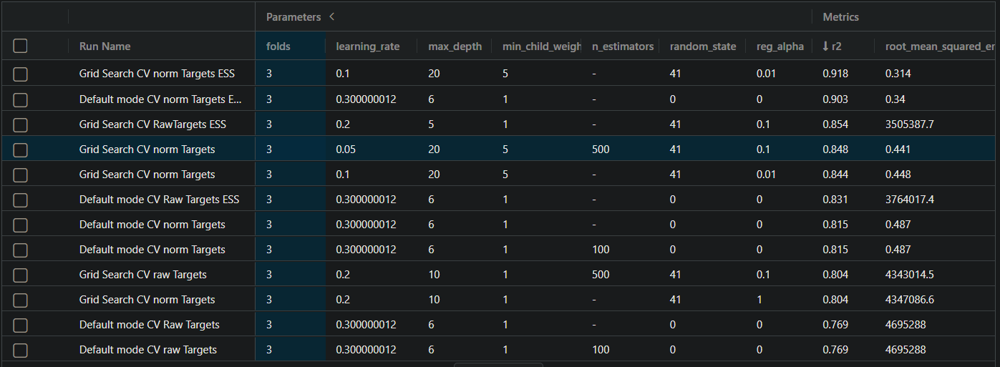 Parameters Metrics
Run Name folds learning_rate max_depth min_child_weigh n_estimators random_state reg_alpha r2 root_mean_squared_er
Grid Search CV norm Targets ESS 3 0.1 20 5 - 41 0.01 0.918 0.314
Default mode CV norm Targets E... 3 0.300000012 6 1 - 0 0 0.903 0.34
Grid Search CV RawTargets ESS 3 0.2 5 1 - 41 0.1 0.854 3505387.7
Grid Search CV norm Targets 3 0.05 20 5 500 41 0.1 0.848 0.441
Grid Search CV norm Targets 3 0.1 20 5 - 41 0.01 0.844 0.448
Default mode CV Raw Targets ESS 3 0.300000012 6 1 - 0 0 0.831 3764017.4
Default mode CV norm Targets 3 0.300000012 6 1 - 0 0 0.815 0.487
Default mode CV norm Targets 3 0.300000012 6 1 100 0 0 0.815 0.487
Grid Search CV raw Targets 3 0.2 10 1 500 41 0.1 0.804 4343014.5
Grid Search CV norm Targets 3 0.2 10 1 - 41 1 0.804 4347086.6
Default mode CV Raw Targets 3 0.300000012 6 1 - 0 0 0.769 4695288
Default mode CV raw Targets 3 0.300000012 6 1 100 0 0 0.769 4695288